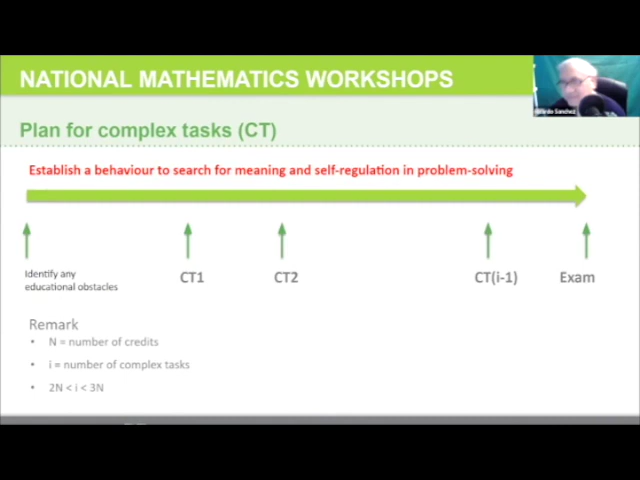 NATIONAL MATHEMATICS WORKSHOPS
Plan for complex tasks (CT)
Establish a behaviour to search for meaning and self-regulation in problem-solving
Identify any
educational obstacles
CT1
CT2
CT(i-1)
Exam
Remark
• N = number of credits
• i = number of complex tasks
• 2N < i < 3N
Sanchez